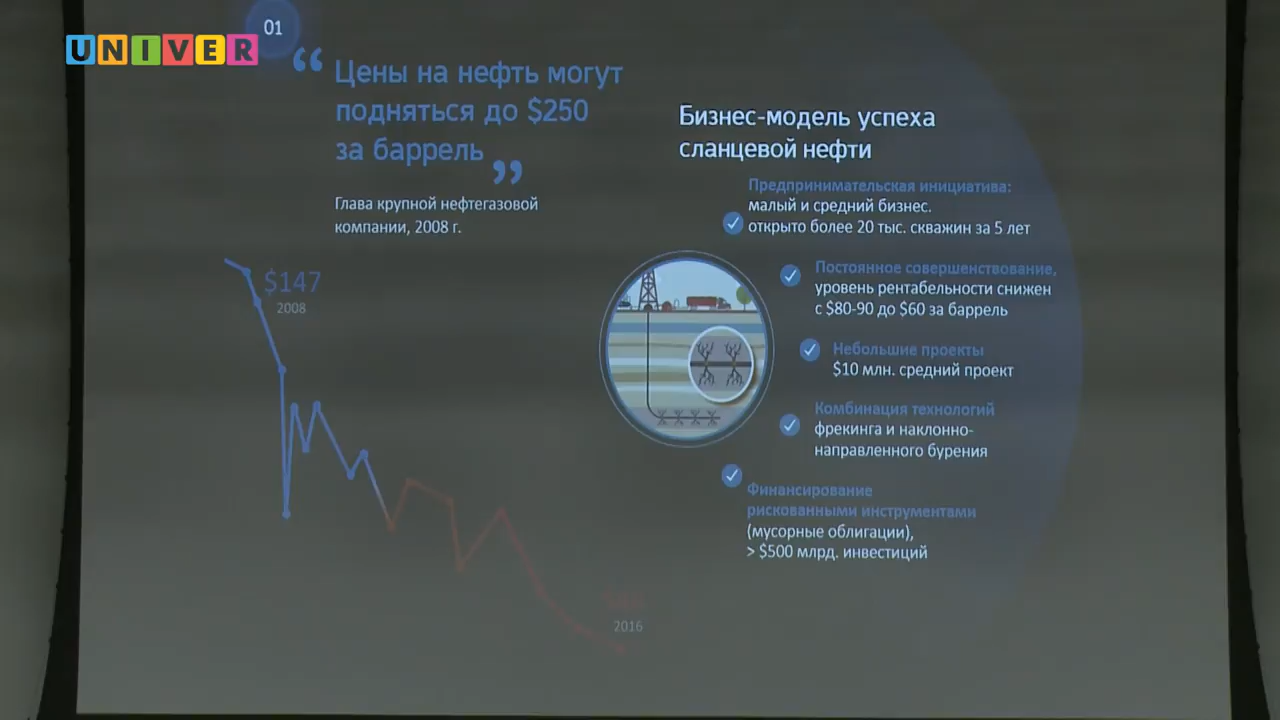 UNIVER
01
“ Цены на нефть могут
подняться до $250
за баррель ”
Глава крупной нефтегазовой
компании, 2008 г.
$147
2008
2016
Бизнес-модель успеха
сланцевой нефти
Предпринимательская инициатива:
малый и средний бизнес.
открыто более 20 тыс. скважин за 5 лет
Постоянное совершенствование,
уровень рентабельности снижен
с $80-90 до $60 за баррель
Небольшие проекты
$10 млн. средний проект
Комбинация технологий
фрекинга и наклонно-
направленного бурения
Финансирование
рискованными инструментами
(мусорные облигации),
> $500 млрд. инвестиций